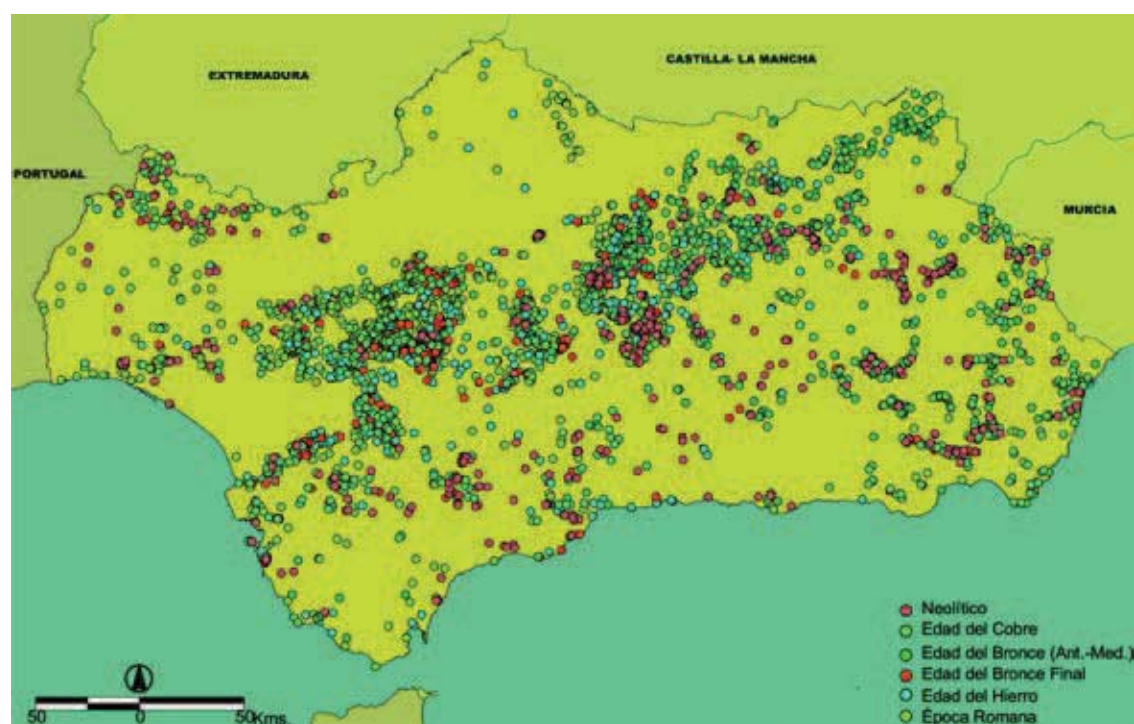 EXTREMADURA
CASTILLA- LA MANCHA
PORTUGAL
MURCIA
Neolítico
Edad del Cobre
Edad del Bronce (Ant.-Med.)
Edad del Bronce Final
Edad del Hierro
Época Romana
50 0 50Kms.